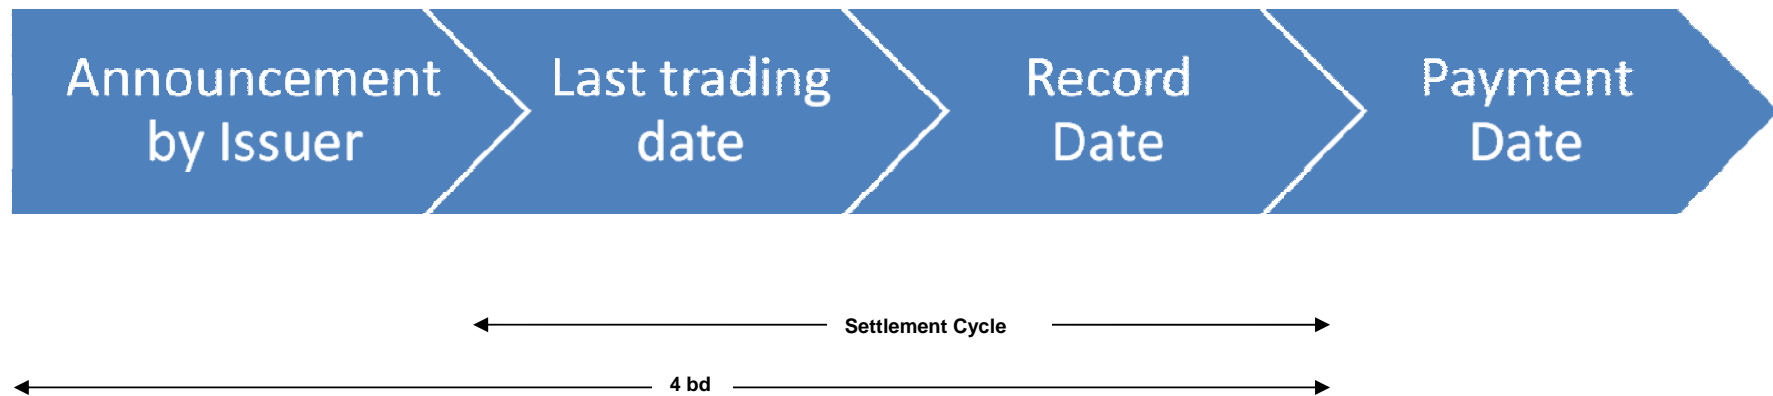 Announcement
by Issuer
Last trading
date
Record
Date
Payment
Date
Settlement Cycle
4 bd